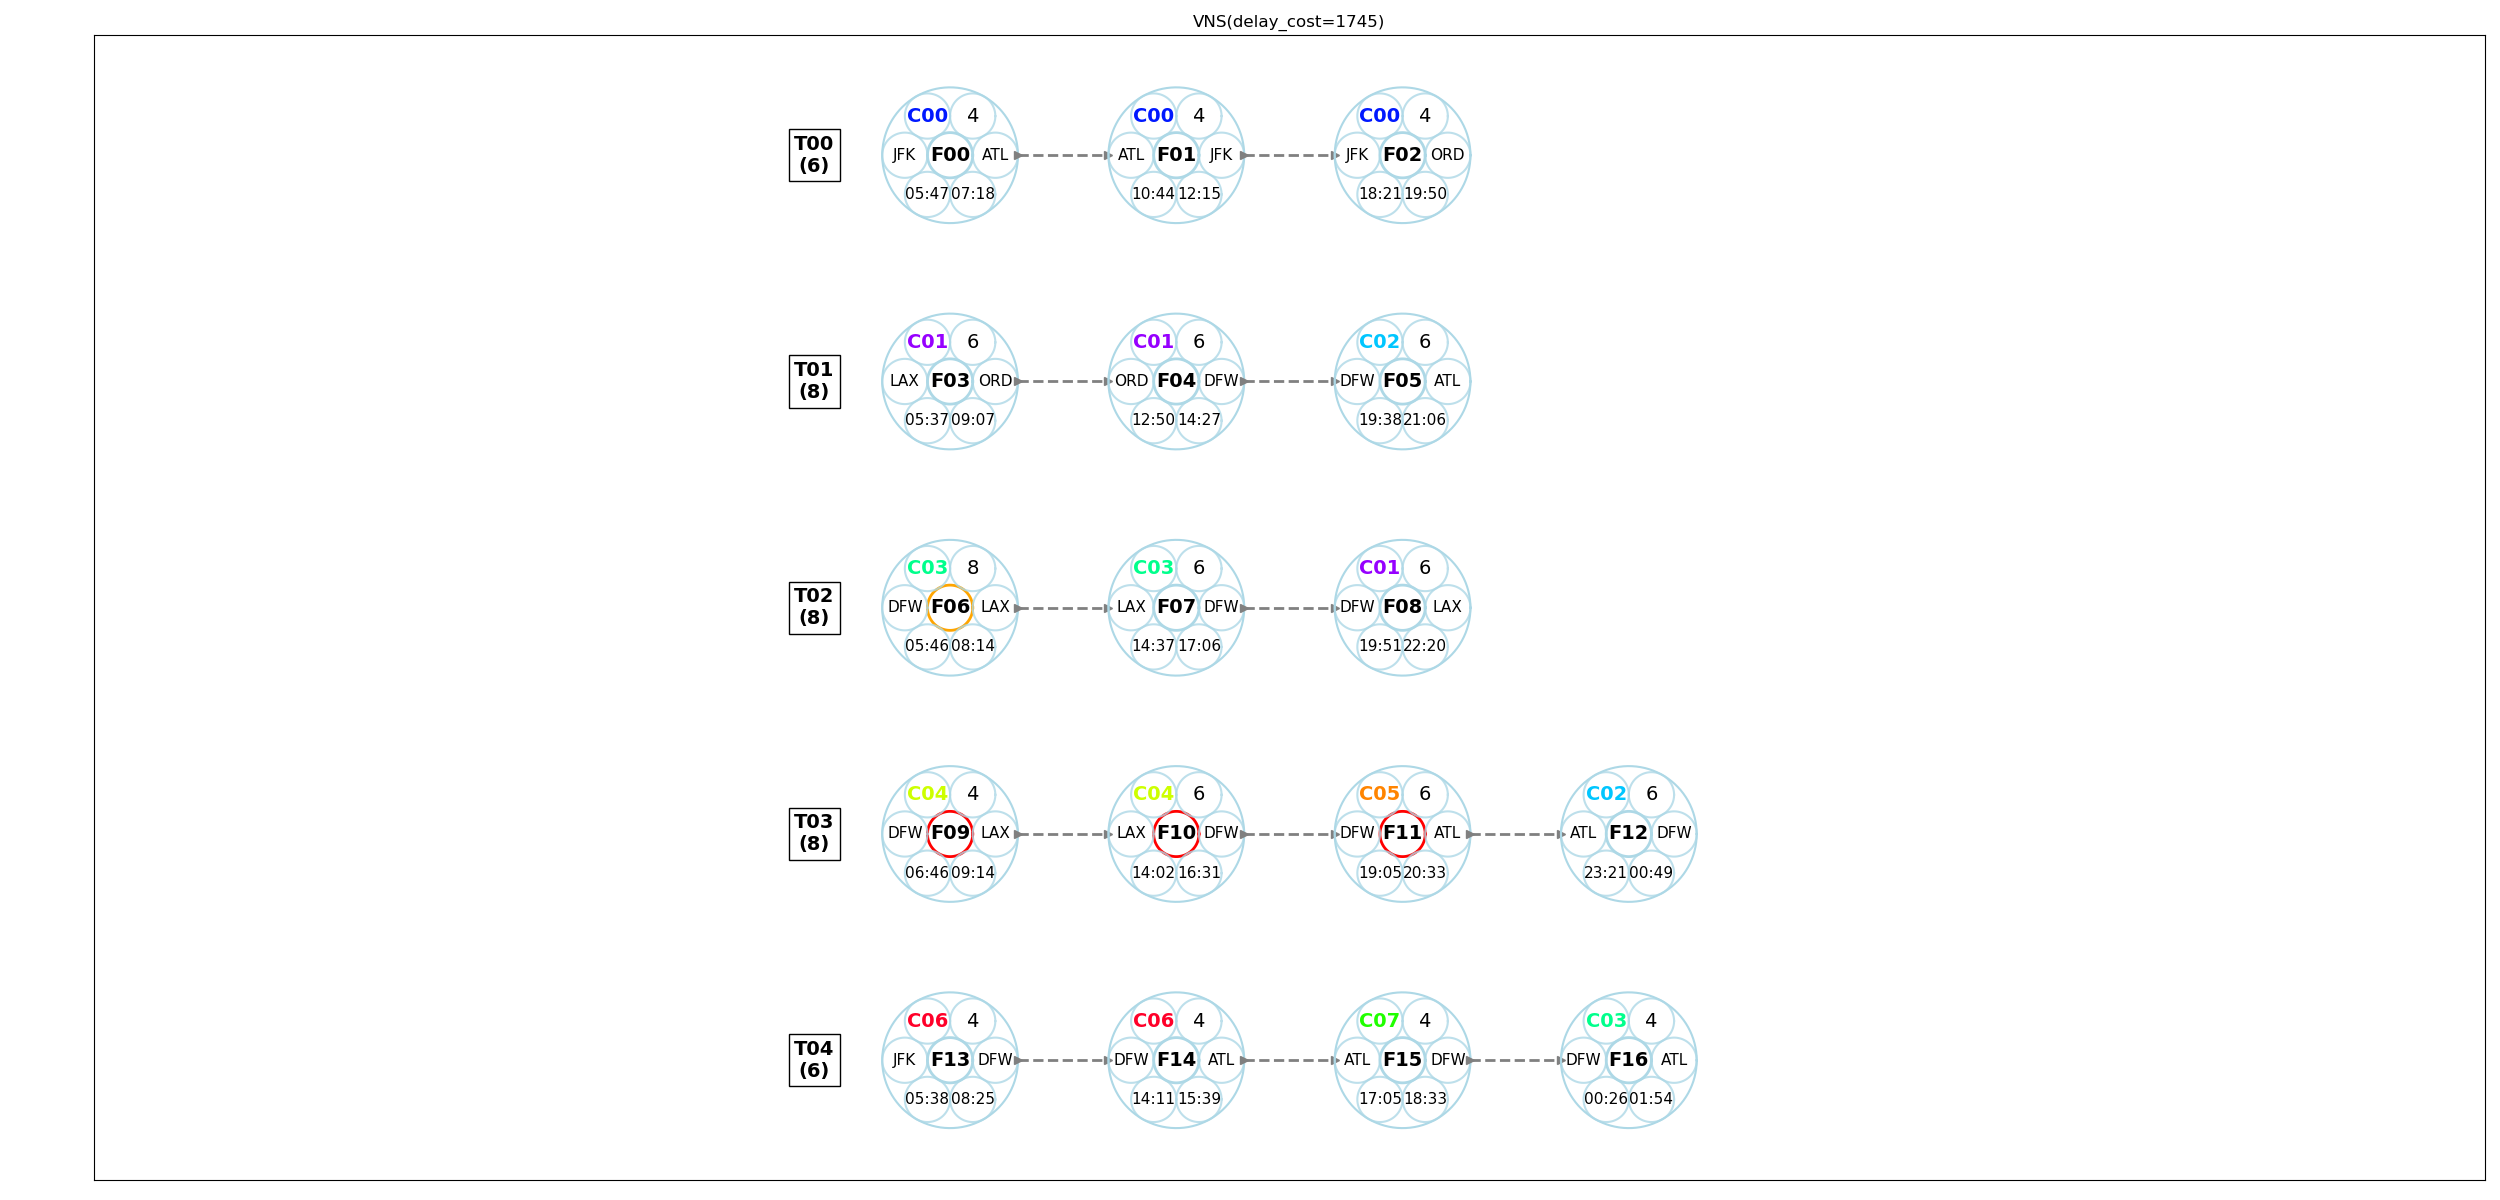 VNS(delay_cost=1745)
C00 4 C00 4 C00 4
T00
(6)
JFK F00 ATL ATL F01 JFK JFK F02 ORD
05:47 07:18 10:44 12:15 18:21 19:50
C01 6 C01 6 C02 6
T01
(8)
LAX F03 ORD ORD F04 DFW DFW F05 ATL
05:37 09:07 12:50 14:27 19:38 21:06
C03 8 C03 6 C01 6
T02
(8)
DFW F06 LAX LAX F07 DFW DFW F08 LAX
05:46 08:14 14:37 17:06 19:51 22:20
C04 4 C04 6 C05 6 C02 6
T03
(8)
DFW F09 LAX LAX F10 DFW DFW F11 ATL ATL F12 DFW
06:46 09:14 14:02 16:31 19:05 20:33 23:21 00:49
C06 4 C06 4 C07 4 C03 4
T04
(6)
JFK F13 DFW DFW F14 ATL ATL F15 DFW DFW F16 ATL
05:38 08:25 14:11 15:39 17:05 18:33 00:26 01:54